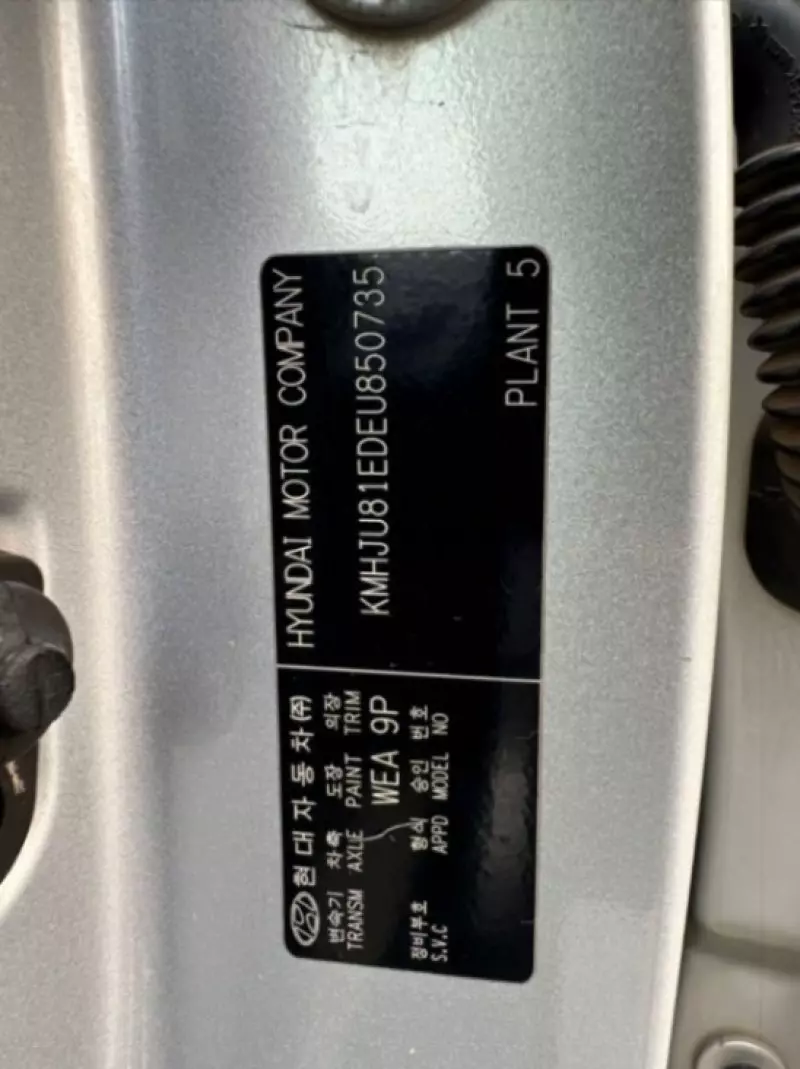 현대자동차(주)
변속기 차축 도장 의장
TRANSM AXLE PAINT TRIM
WEA 9P
형식 승인 번호
APPD MODEL NO
정비부호
S.V.C
HYUNDAI MOTOR COMPANY
KMHJU81EDEU850735
PLANT 5